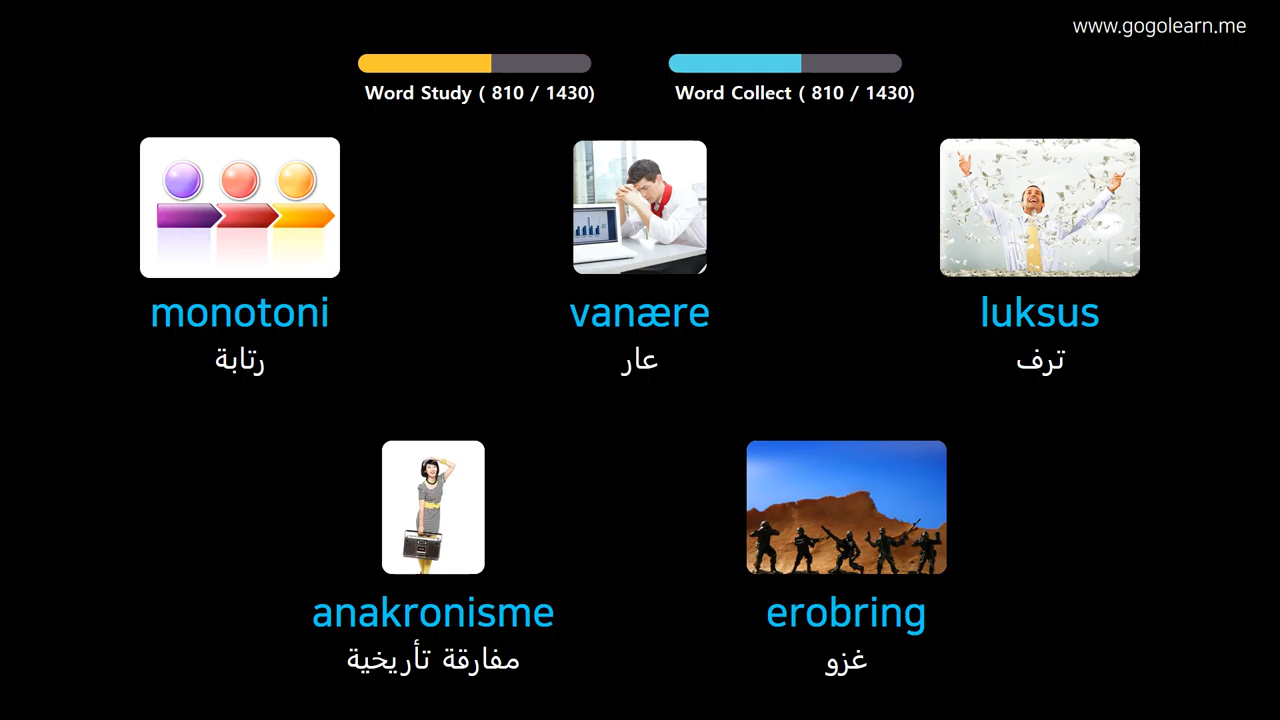 www.gogolearn.me
Word Study ( 810 / 1430)
Word Collect ( 810 / 1430)
monotoni
رتابة
vanære
عار
luksus
ترف
anakronisme
مفارقة تأريخية
erobring
غزو